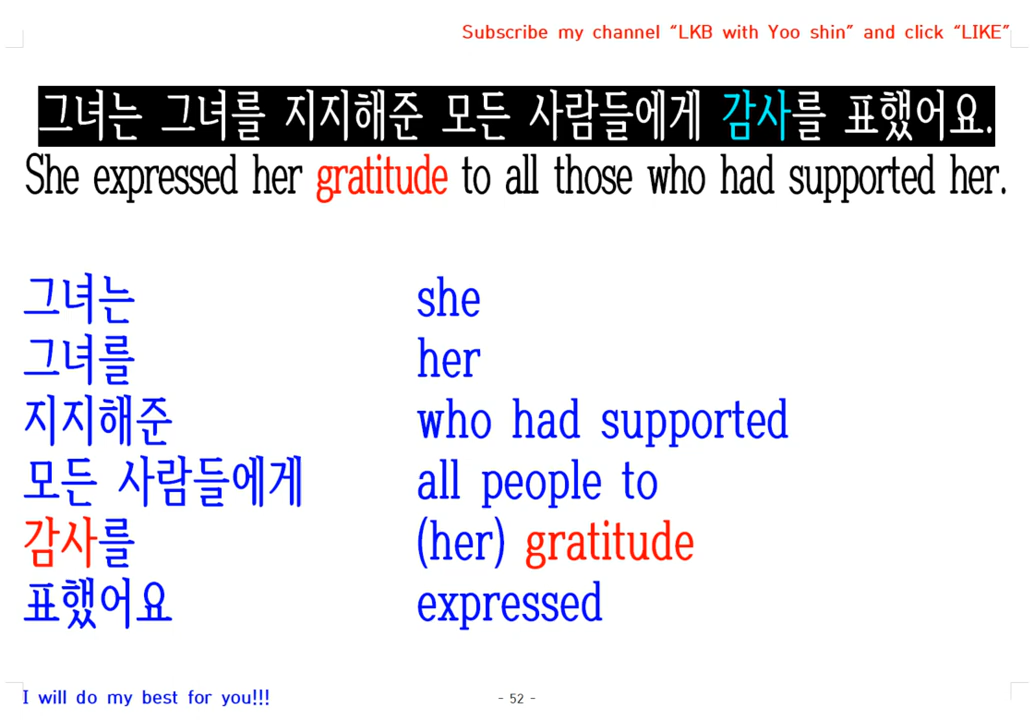 Subscribe my channel “LKB with Yoo shin” and click “LIKE”
그녀는 그녀를 지지해준 모든 사람들에게 감사를 표했어요.
She expressed her gratitude to all those who had supported her.
그녀는 she
그녀를 her
지지해준 who had supported
모든 사람들에게 all people to
감사를 (her) gratitude
표했어요 expressed
I will do my best for you!!! - 52 -